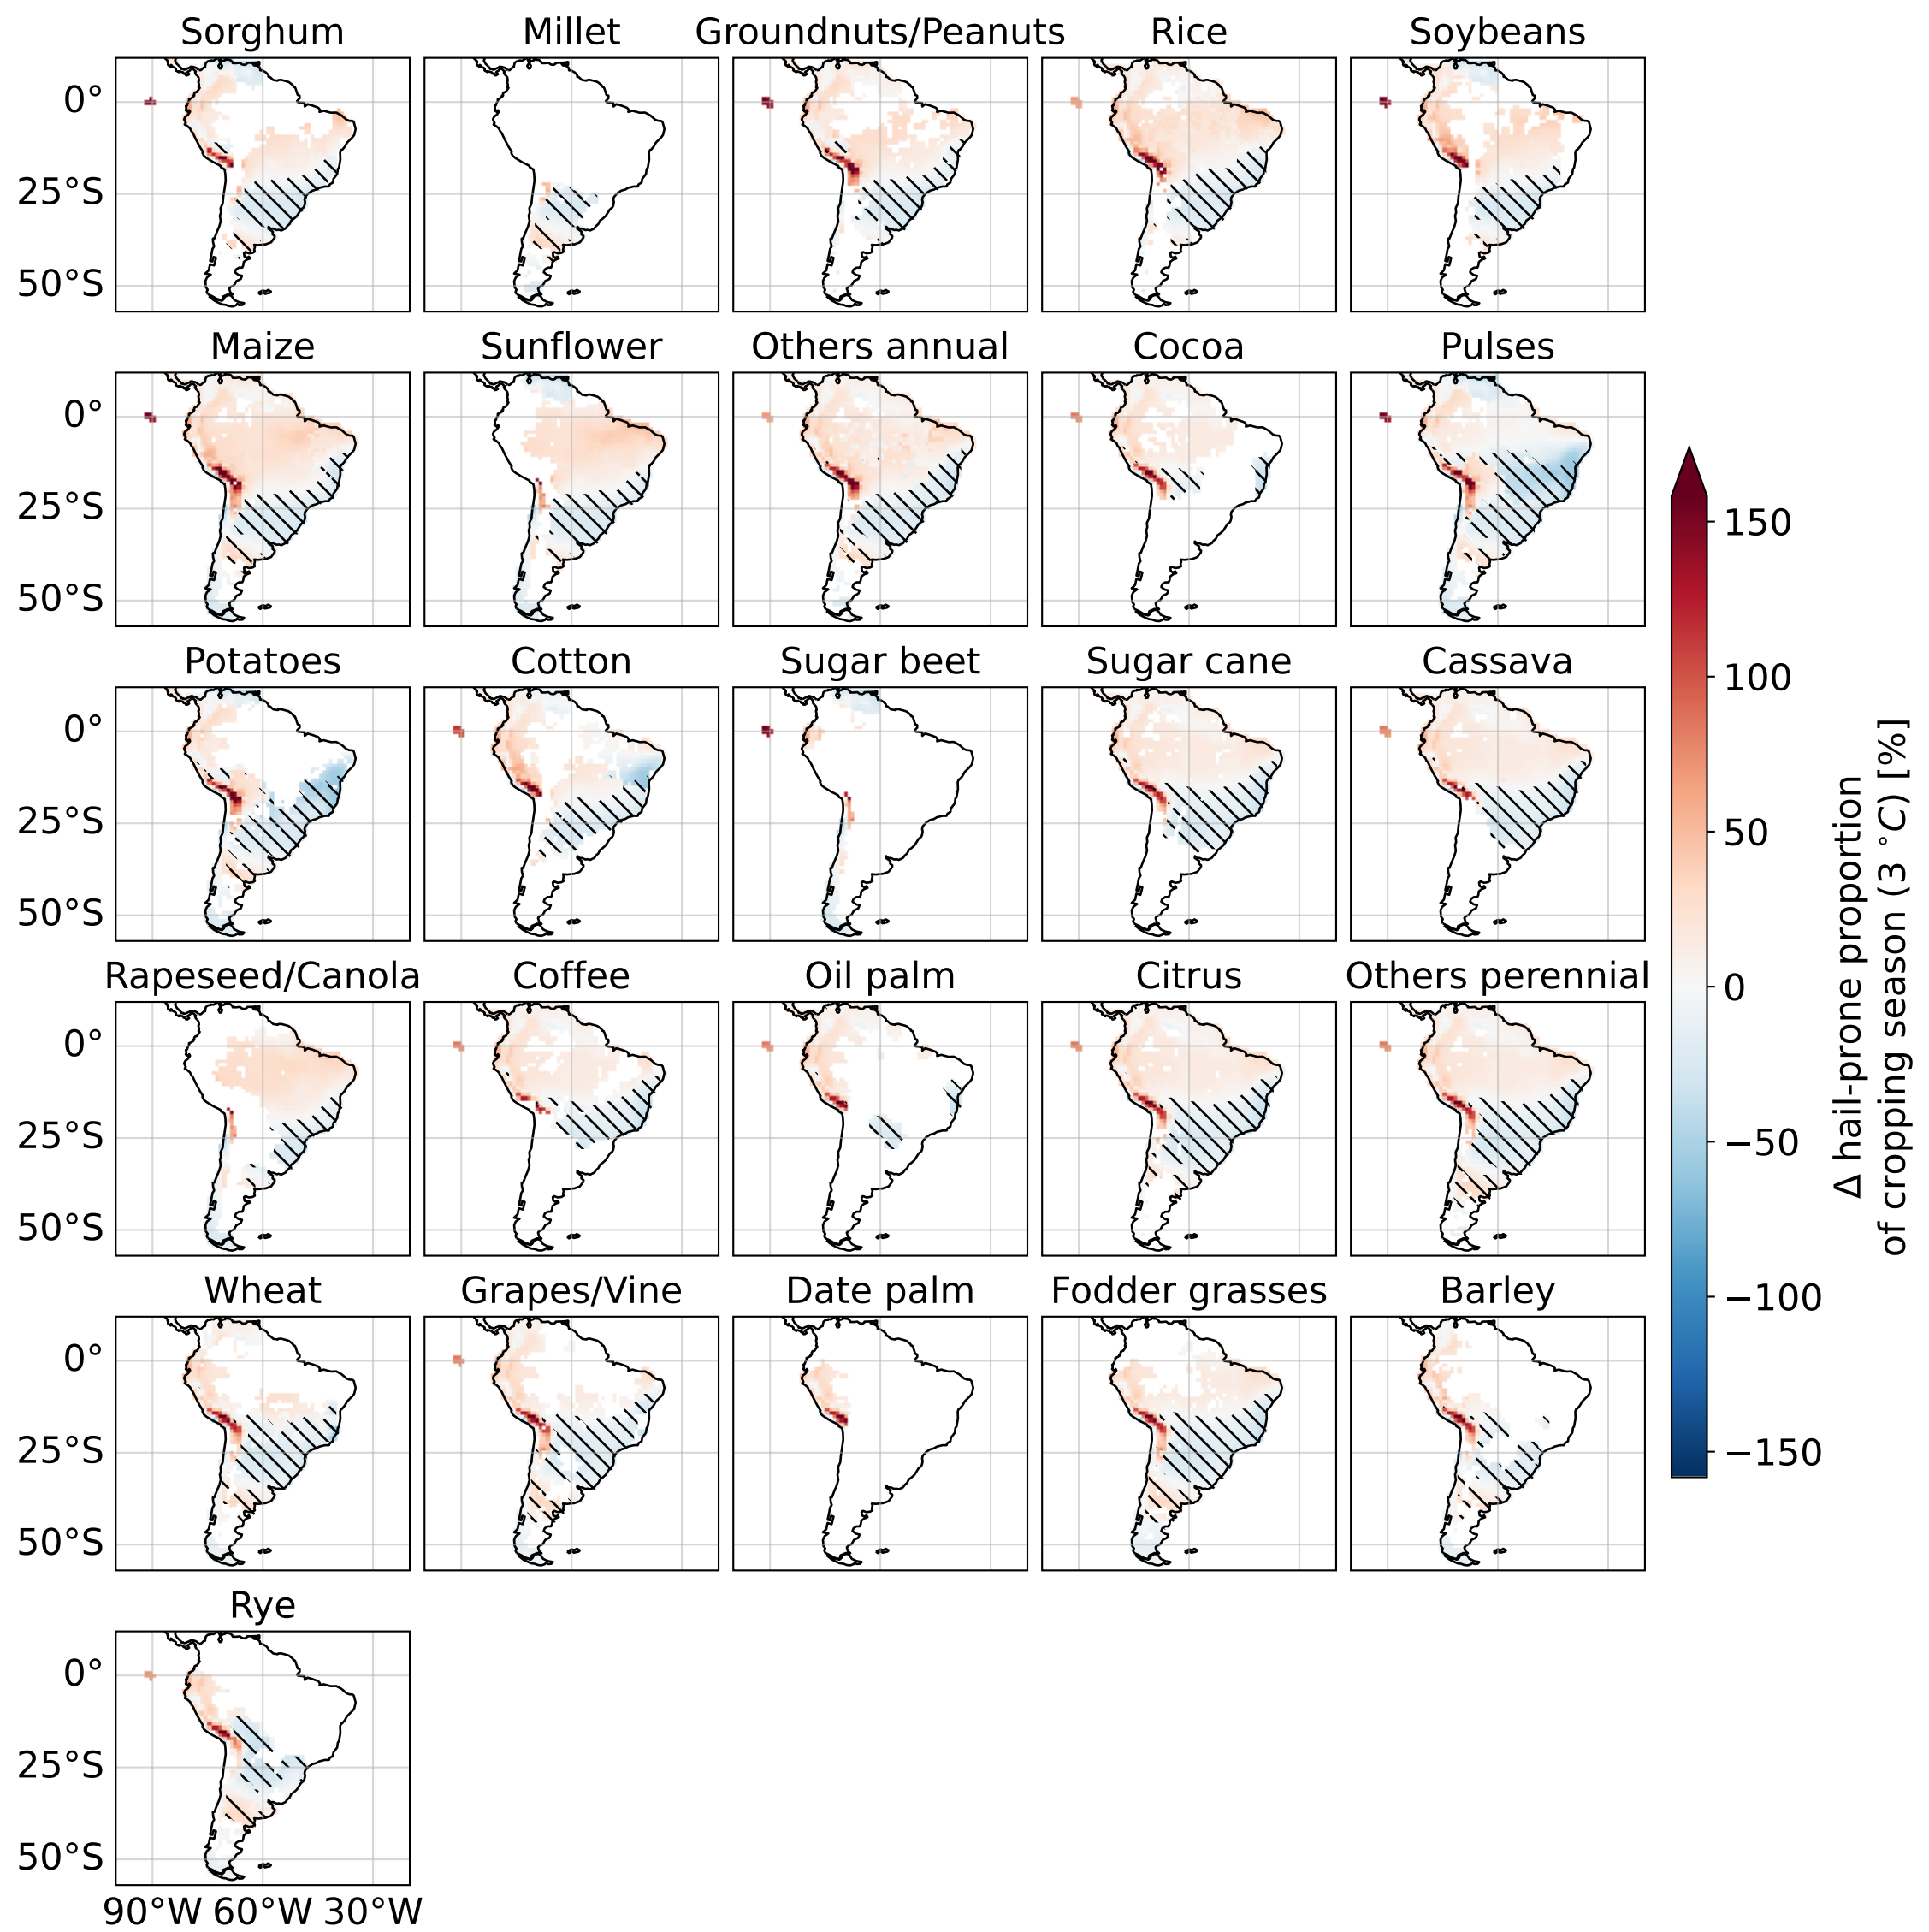 Sorghum Millet Groundnuts/Peanuts Rice Soybeans
0°
25°S
50°S
Maize Sunflower Others annual Cocoa Pulses
0°
25°S
50°S
Potatoes Cotton Sugar beet Sugar cane Cassava
0°
25°S
50°S
Rapeseed/Canola Coffee Oil palm Citrus Others perennial
0°
25°S
50°S
Wheat Grapes/Vine Date palm Fodder grasses Barley
0°
25°S
50°S
Rye
0°
25°S
50°S
90°W 60°W 30°W
150
100
50
0
−50
−100
−150
Δ hail-prone proportion
of cropping season (3 °C) [%]